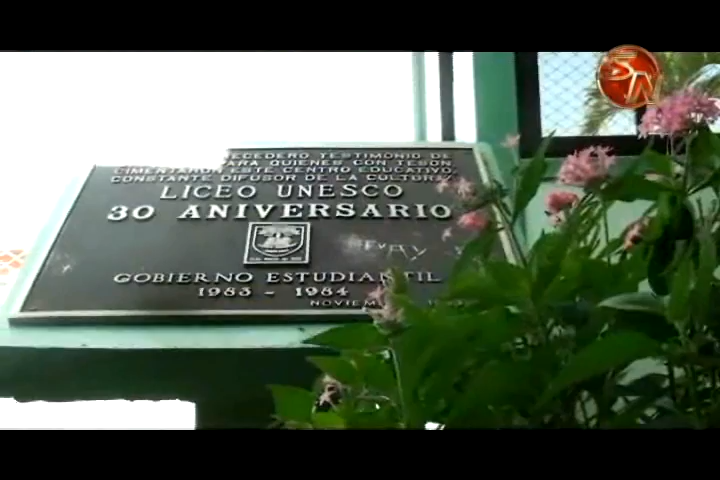 PERECEDERO TESTIMONIO DE
PARA QUIENES CON TESON
CIMENTARON ESTE CENTRO EDUCATIVO,
CONSTANTE DIFUSOR DE LA CULTURA
LICEO UNESCO
30 ANIVERSARIO
GOBIERNO ESTUDIANTIL
1983 - 1984